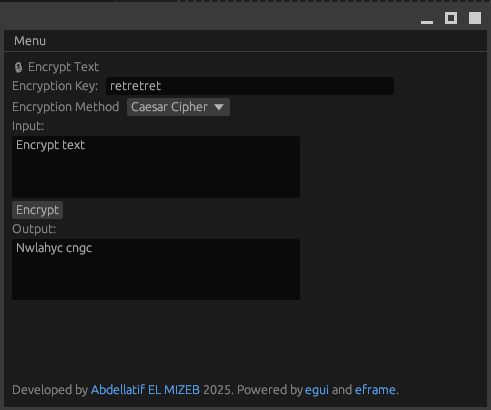 Menu
Encrypt Text
Encryption Key: retretret
Encryption Method Caesar Cipher
Input:
Encrypt text
Encrypt
Output:
Nwlahyc cngc
Developed by Abdellatif EL MIZEB 2025. Powered by egui and eframe.